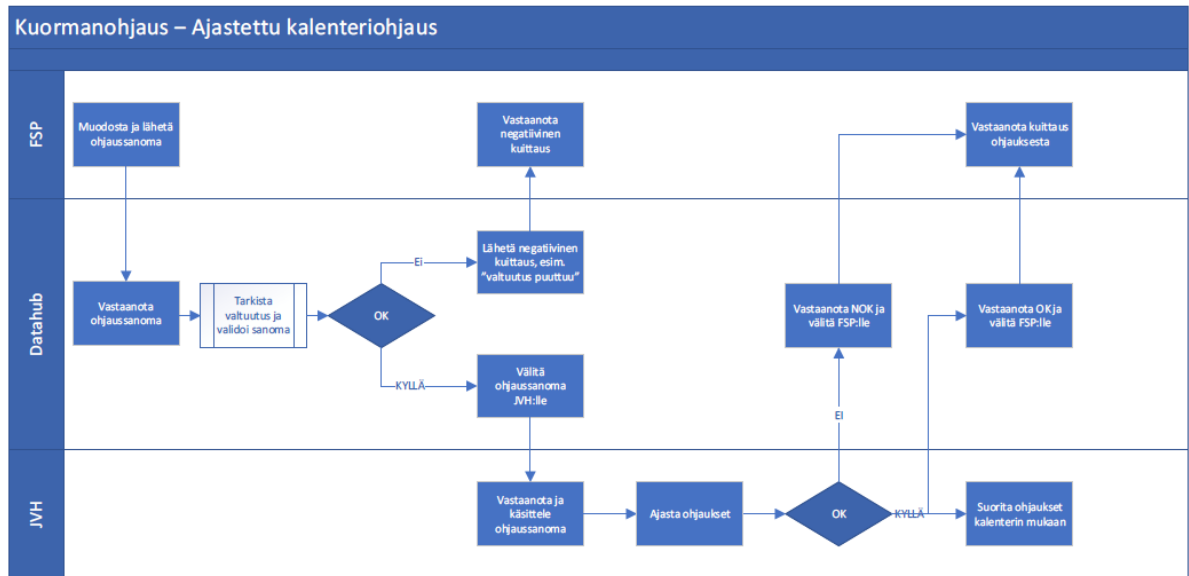 Kuormanohjaus – Ajastettu kalenteriohjaus
FSP
Muodosta ja lähetä
ohjaussanoma
Vastaanota
negatiivinen
kuittaus
Vastaanota kuittaus
ohjauksesta
Datahub
Vastaanota
ohjaussanoma
Tarkista
valtuutus ja
validoi sanoma
OK
Ei
Lähetä negatiivinen
kuittaus, esim.
"valtuutus puuttuu"
KYLLÄ
Välitä
ohjaussanoma
JVH:lle
Vastaanota NOK ja
välitä FSP:lle
Vastaanota OK ja
välitä FSP:lle
EI
JVH
Vastaanota ja
käsittele
ohjaussanoma
Ajasta ohjaukset
OK
KYLLÄ
Suorita ohjaukset
kalenterin mukaan